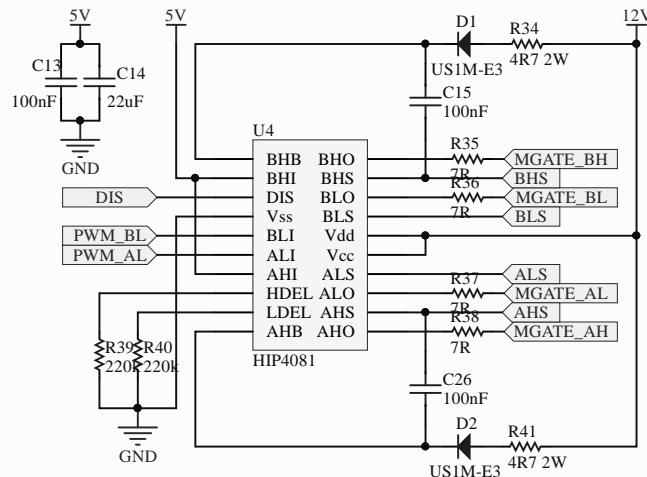 5V
5V
12V
D1
R34
US1M-E3
4R7 2W
C13
C14
100nF
22uF
C15
100nF
GND
U4
R35
BHB
BHO
MGATE_BH
7R
BHI
BHS
BHS
R36
DIS
DIS
BLO
MGATE_BL
7R
Vss
BLS
BLS
PWM_BL
BLI
Vdd
PWM_AL
ALI
Vcc
AHI
ALS
ALS
R37
HDEL
ALO
MGATE_AL
7R
LDEL
AHS
AHS
R38
AHB
AHO
MGATE_AH
7R
R39
R40
220k
220k
HIP4081
C26
100nF
GND
D2
R41
US1M-E3
4R7 2W